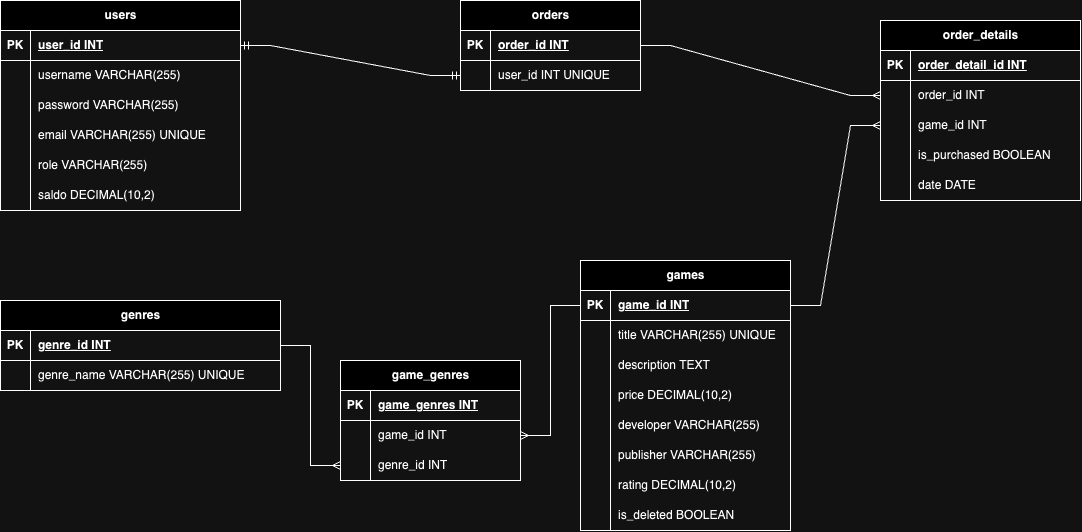 users
PK user_id INT
username VARCHAR(255)
password VARCHAR(255)
email VARCHAR(255) UNIQUE
role VARCHAR(255)
saldo DECIMAL(10,2)
orders
PK order_id INT
user_id INT UNIQUE
order_details
PK order_detail_id INT
order_id INT
game_id INT
is_purchased BOOLEAN
date DATE
genres
PK genre_id INT
genre_name VARCHAR(255) UNIQUE
game_genres
PK game_genres INT
game_id INT
genre_id INT
games
PK game_id INT
title VARCHAR(255) UNIQUE
description TEXT
price DECIMAL(10,2)
developer VARCHAR(255)
publisher VARCHAR(255)
rating DECIMAL(10,2)
is_deleted BOOLEAN